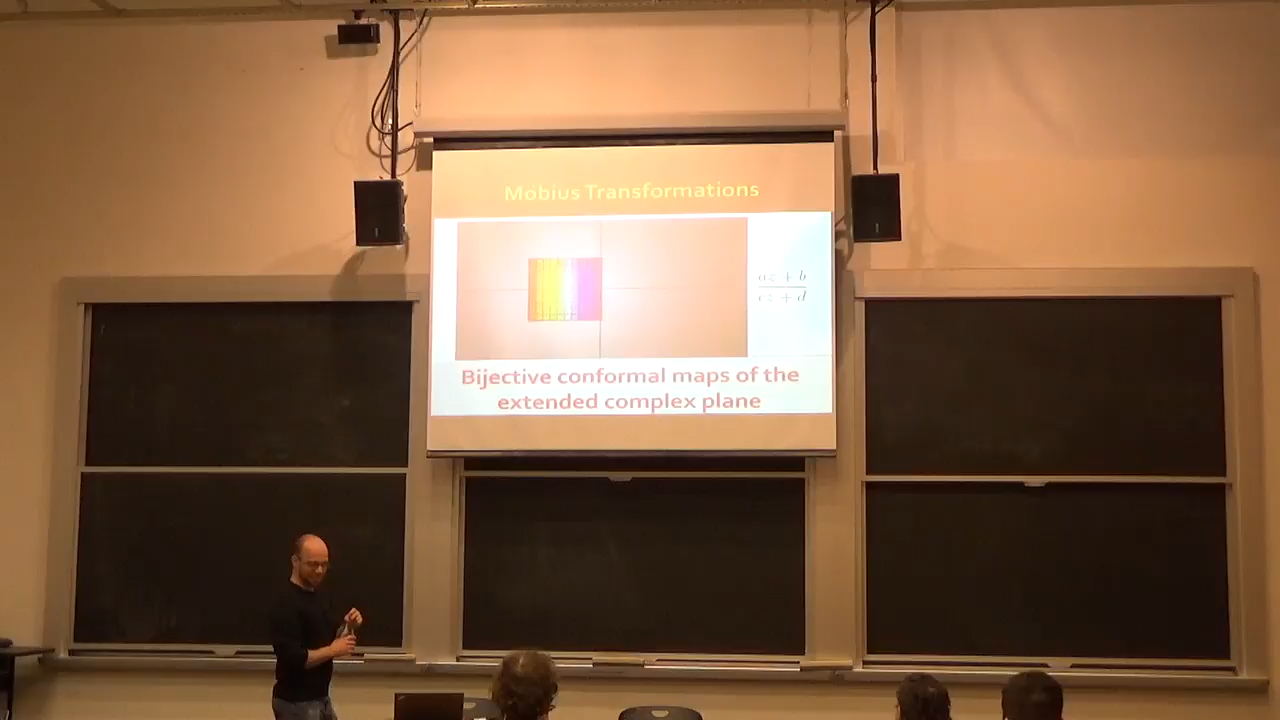 Mobius Transformations
az + b
cz + d
Bijective conformal maps of the
extended complex plane